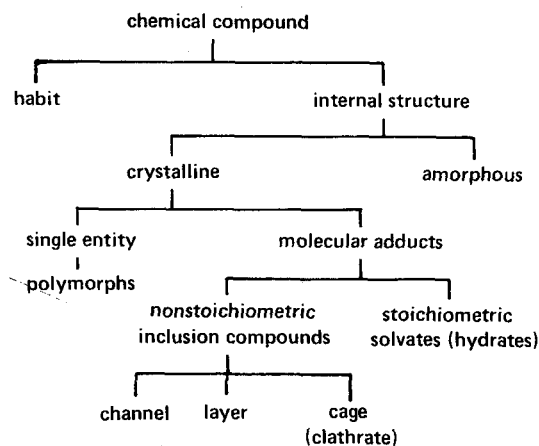 chemical compound
habit
internal structure
crystalline
amorphous
single entity
molecular adducts
polymorphs
nonstoichiometric
inclusion compounds
stoichiometric
solvates (hydrates)
channel
layer
cage
(clathrate)